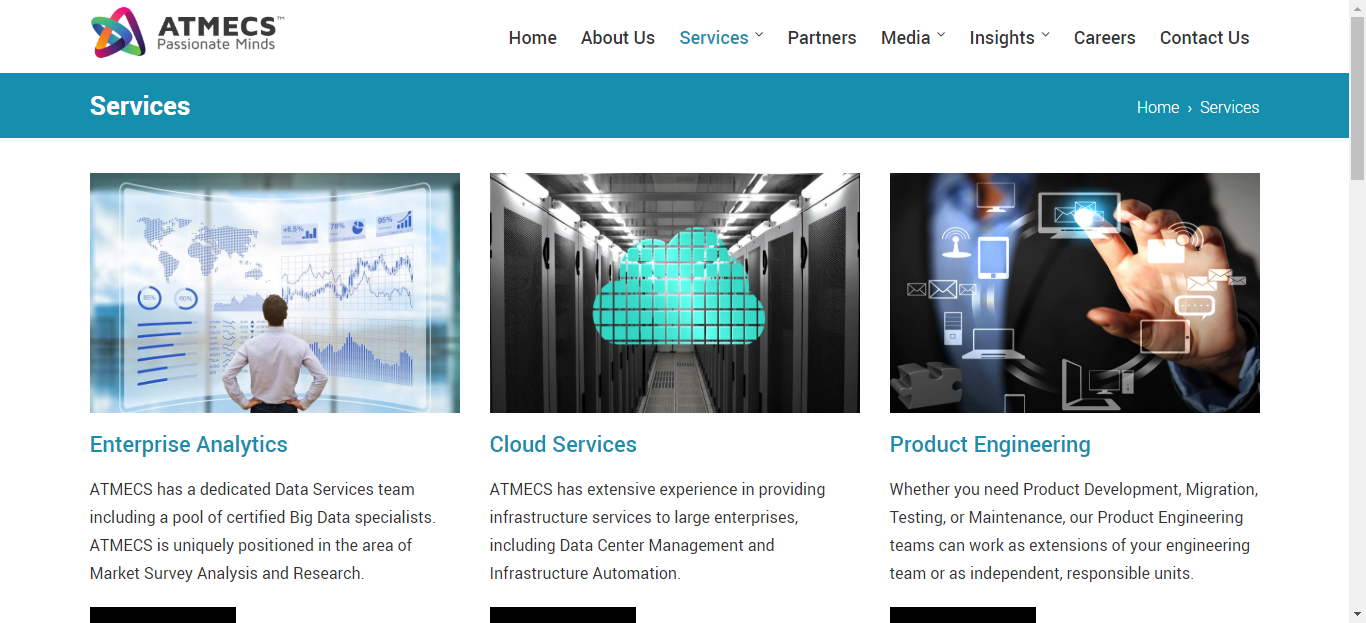 ATMECS™
Passionate Minds
Home About Us Services Partners Media Insights Careers Contact Us
Services
Home › Services
+6.5% 78% 95%
85% 60%
Enterprise Analytics
ATMECS has a dedicated Data Services team
including a pool of certified Big Data specialists.
ATMECS is uniquely positioned in the area of
Market Survey Analysis and Research.
Cloud Services
ATMECS has extensive experience in providing
infrastructure services to large enterprises,
including Data Center Management and
Infrastructure Automation.
Product Engineering
Whether you need Product Development, Migration,
Testing, or Maintenance, our Product Engineering
teams can work as extensions of your engineering
team or as independent, responsible units.